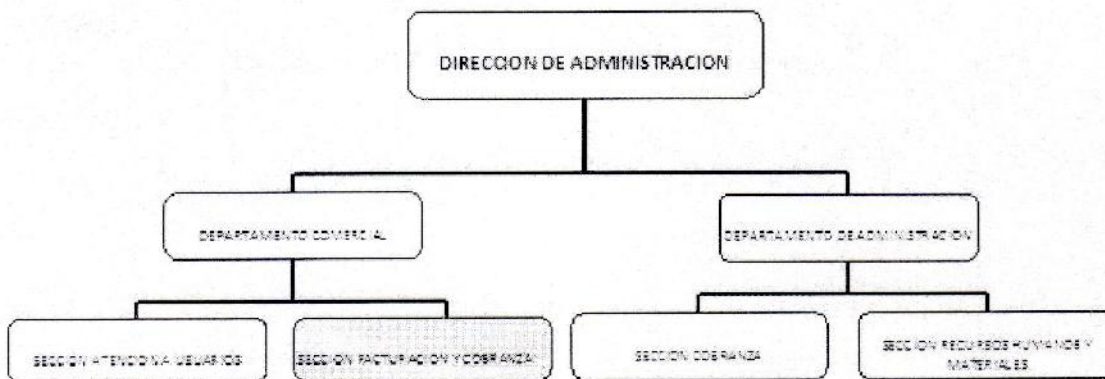 DIRECCION DE ADMINISTRACION
DEPARTAMENTO COMERCIAL
DEPARTAMENTO DE ADMINISTRACION
SECCION ATENCION A USUARIOS
SECCION FACTURACION Y COBRANZA
SECCION COBRANZA
SECCION RECURSOS HUMANOS Y
MATERIALES